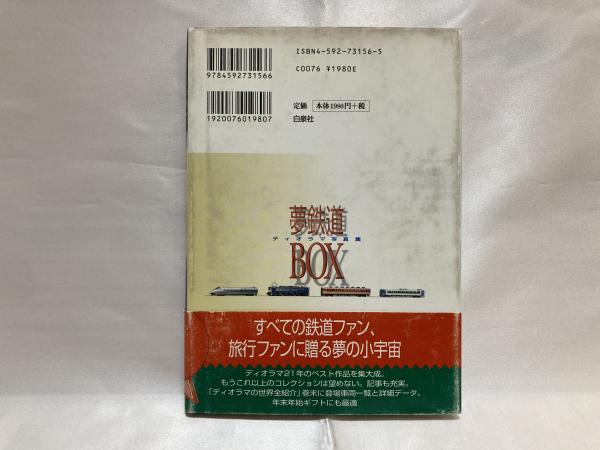 ISBN4-592-73156-5
C0076 ¥1980E
9784592731566
定価 本体1980円+税
白泉社
1920076019807
夢鉄道
ディオラマ写真集
BOX
すべての鉄道ファン、
旅行ファンに贈る夢の小宇宙
ディオラマ21年のベスト作品を集大成。
もうこれ以上のコレクションは望めない。記事も充実。
「ディオラマの世界全紹介」巻末に登場車両一覧と詳細データ。
年末年始ギフトにも最適